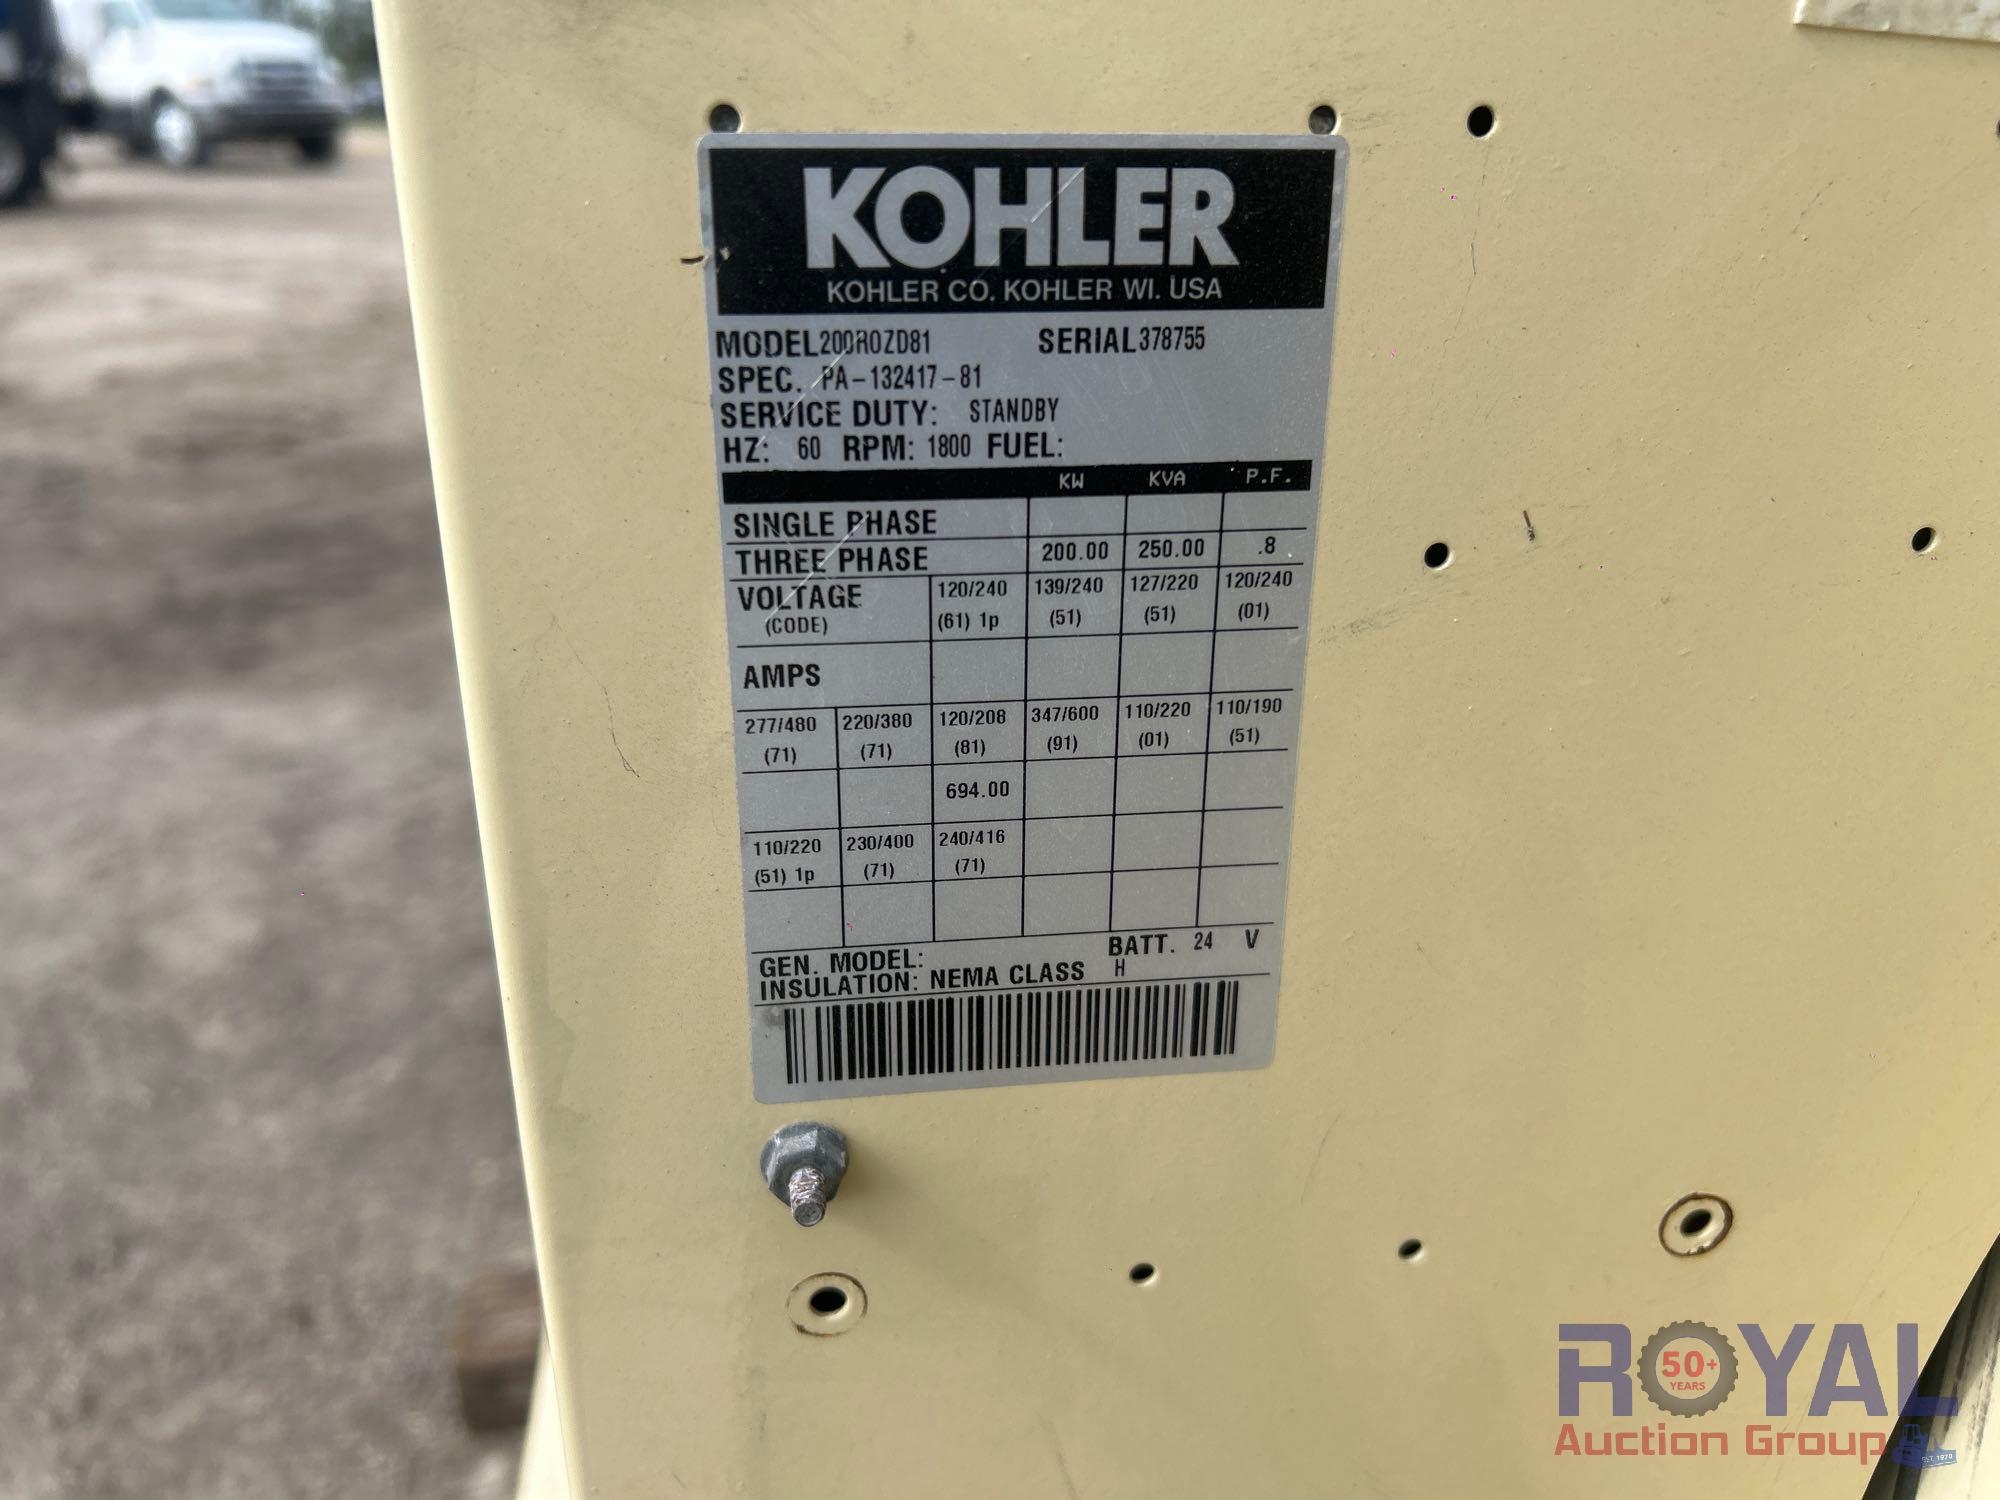 KOHLER
KOHLER CO. KOHLER WI. USA
MODEL 200ROZD81 SERIAL 378755
SPEC. PA-132417-81
SERVICE DUTY: STANDBY
HZ: 60 RPM: 1800 FUEL:
KW KVA P.F.
SINGLE PHASE
THREE PHASE 200.00 250.00 .8
VOLTAGE 120/240 139/240 127/220 120/240
(CODE) (61) 1p (51) (51) (01)
AMPS
277/480 220/380 120/208 347/600 110/220 110/190
(71) (71) (81) (91) (01) (51)
694.00
110/220 230/400 240/416
(51) 1p (71) (71)
GEN. MODEL: BATT. 24 V
INSULATION: NEMA CLASS H
ROYAL
50+
YEARS
Auction Group
EST. 1970